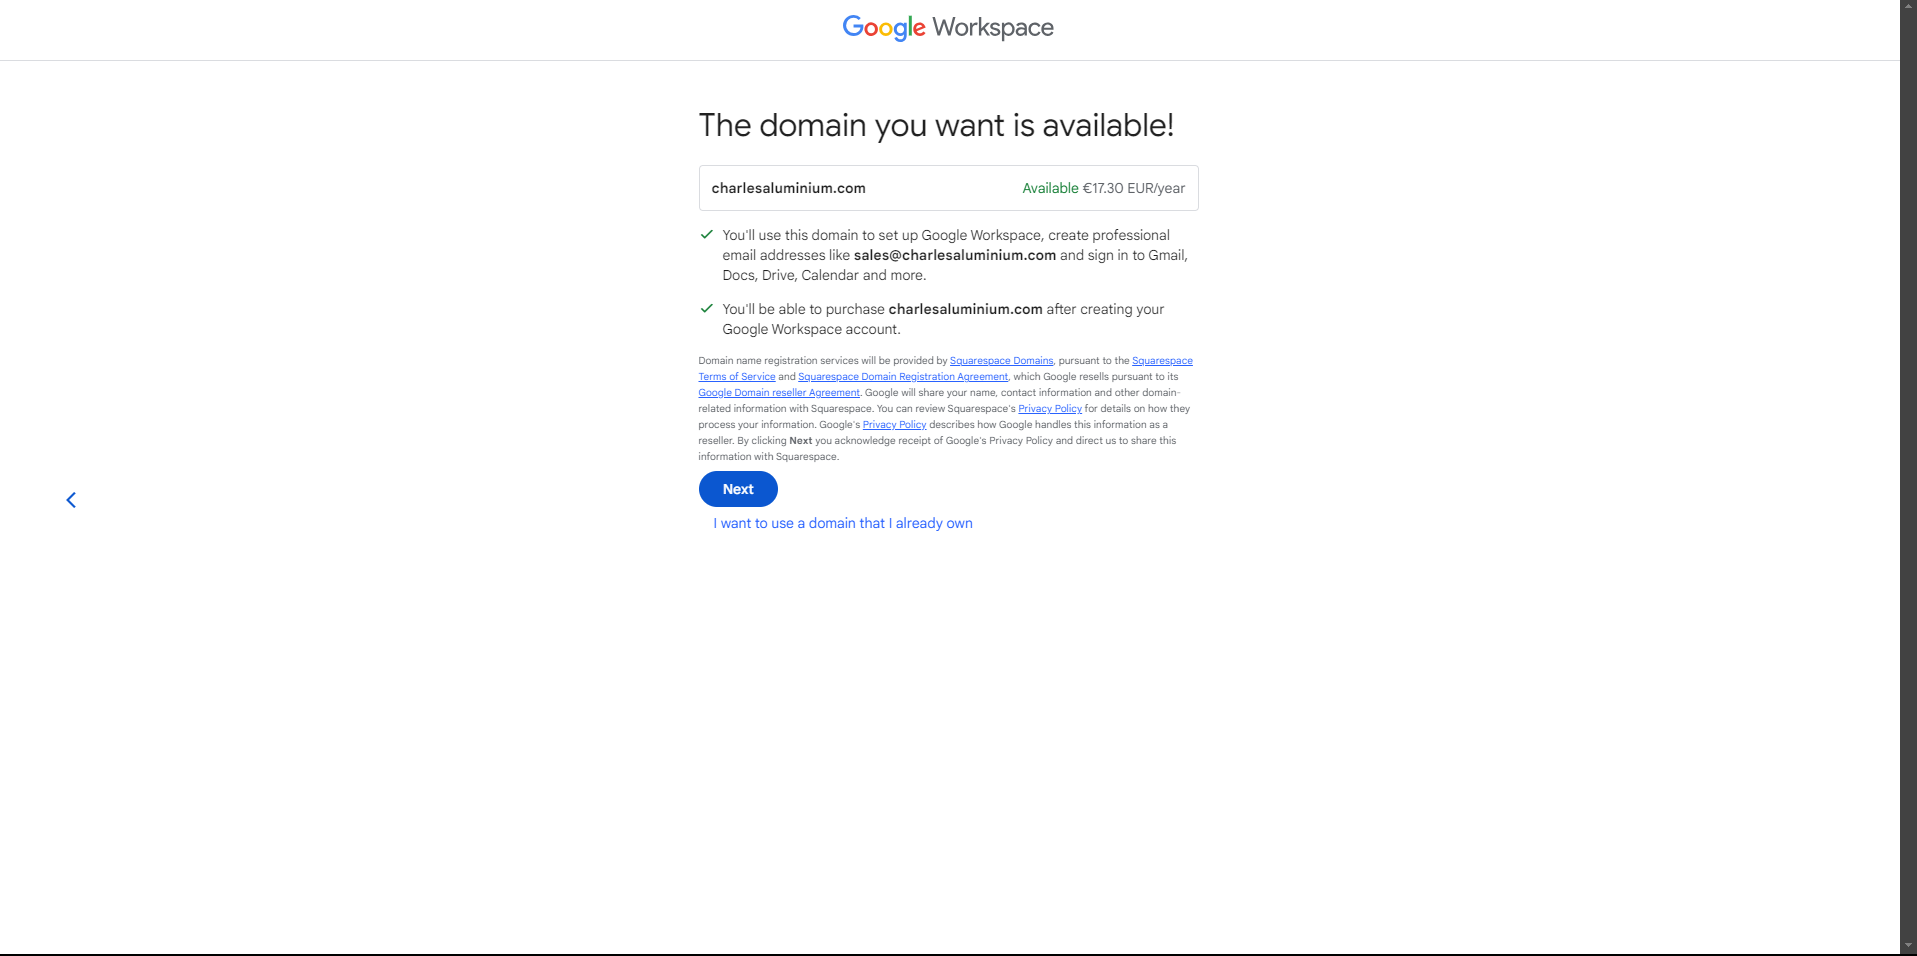 Google Workspace
The domain you want is available!
charlesaluminium.com Available €17.30 EUR/year
You'll use this domain to set up Google Workspace, create professional
email addresses like sales@charlesaluminium.com and sign in to Gmail,
Docs, Drive, Calendar and more.
You'll be able to purchase charlesaluminium.com after creating your
Google Workspace account.
Domain name registration services will be provided by Squarespace Domains, pursuant to the Squarespace
Terms of Service and Squarespace Domain Registration Agreement, which Google resells pursuant to its
Google Domain reseller Agreement. Google will share your name, contact information and other domain-
related information with Squarespace. You can review Squarespace's Privacy Policy for details on how they
process your information. Google's Privacy Policy describes how Google handles this information as a
reseller. By clicking Next you acknowledge receipt of Google's Privacy Policy and direct us to share this
information with Squarespace.
Next
I want to use a domain that I already own